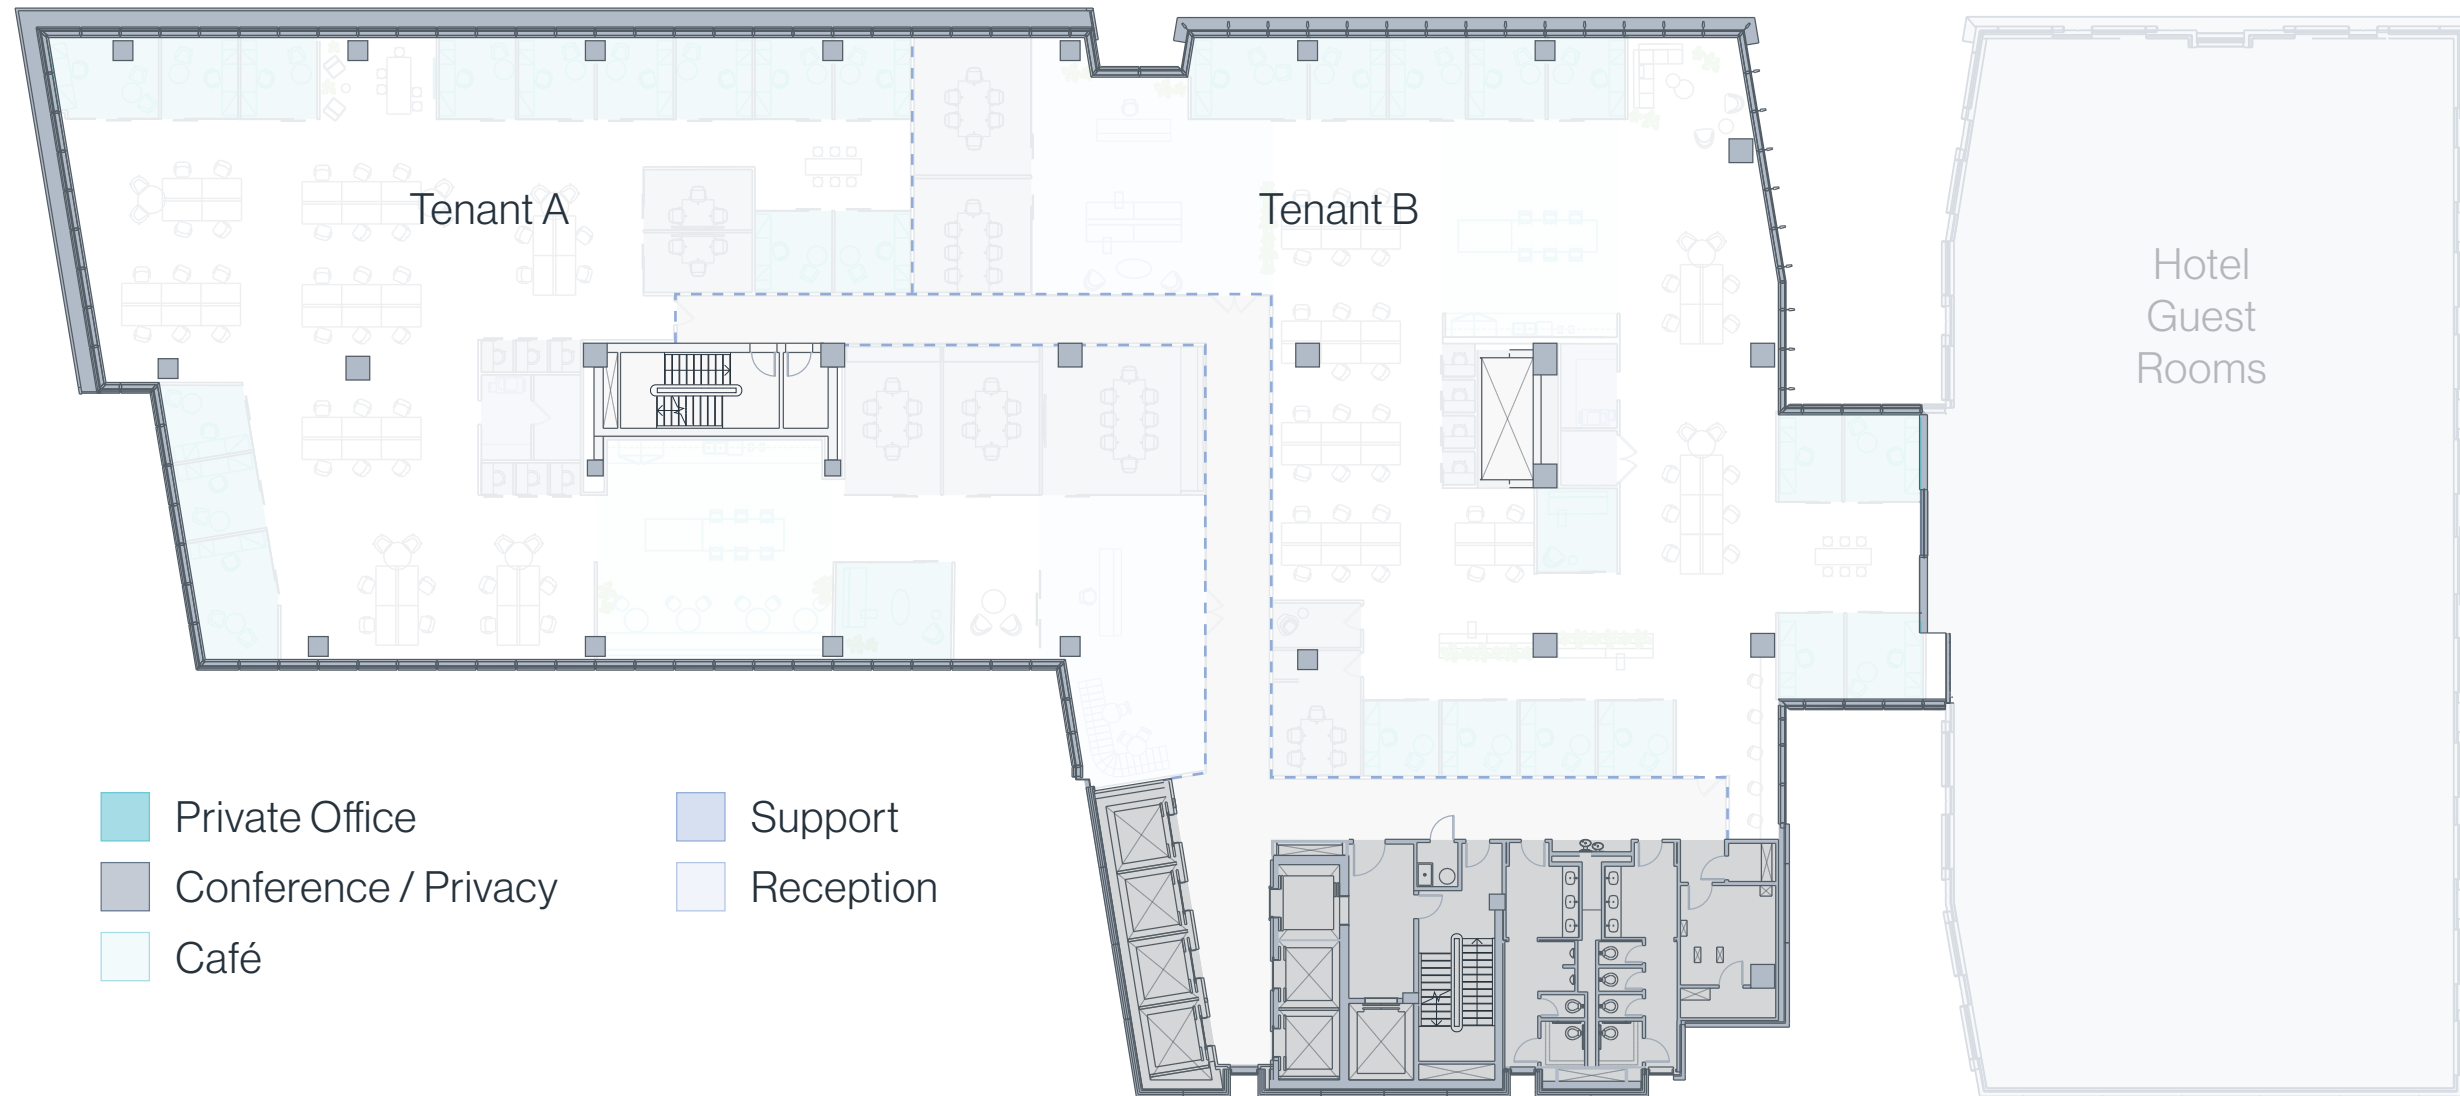 Tenant A
Tenant B
Hotel
Guest
Rooms
Private Office
Conference / Privacy
Café
Support
Reception